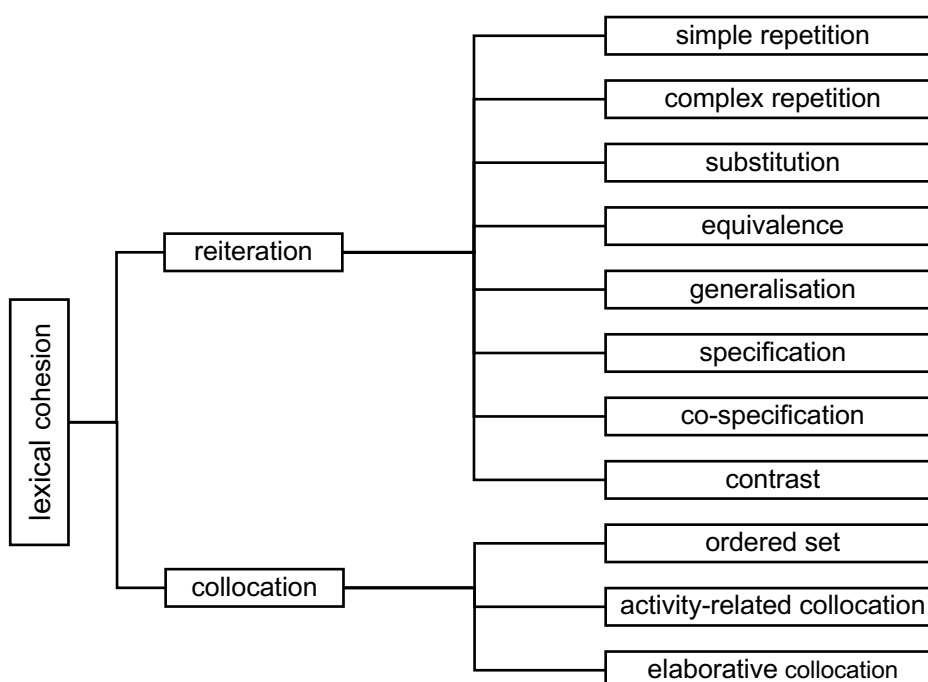 lexical cohesion
reiteration
simple repetition
complex repetition
substitution
equivalence
generalisation
specification
co-specification
contrast
collocation
ordered set
activity-related collocation
elaborative collocation